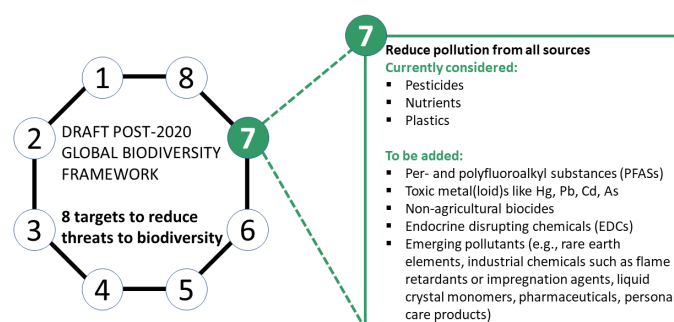 1
8
2
7
3
6
4
5
DRAFT POST-2020
GLOBAL BIODIVERSITY
FRAMEWORK
8 targets to reduce
threats to biodiversity
7
Reduce pollution from all sources
Currently considered:
▪ Pesticides
▪ Nutrients
▪ Plastics
To be added:
▪ Per- and polyfluoroalkyl substances (PFASs)
▪ Toxic metal(loid)s like Hg, Pb, Cd, As
▪ Non-agricultural biocides
▪ Endocrine disrupting chemicals (EDCs)
▪ Emerging pollutants (e.g., rare earth
elements, industrial chemicals such as flame
retardants or impregnation agents, liquid
crystal monomers, pharmaceuticals, personal
care products)